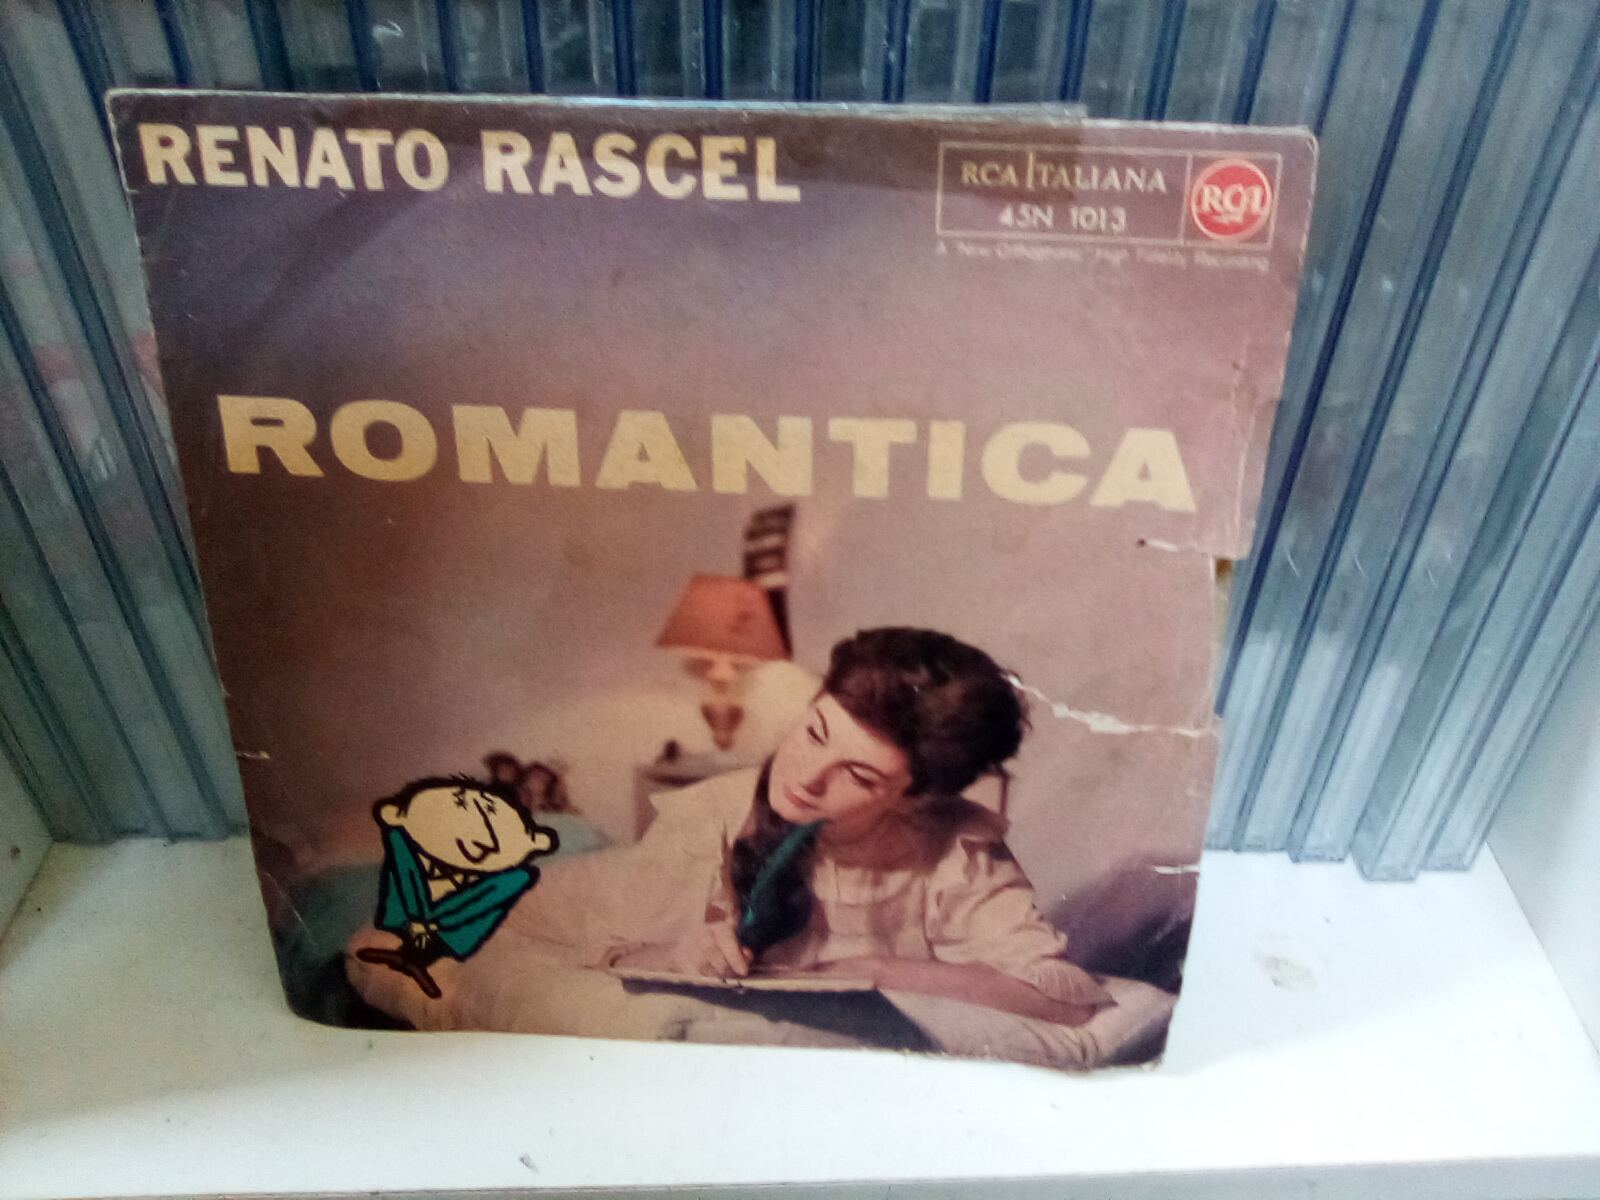 RENATO RASCEL
RCA ITALIANA
45N 1013
RCA
A "New Orthophonic" High Fidelity Recording
ROMANTICA